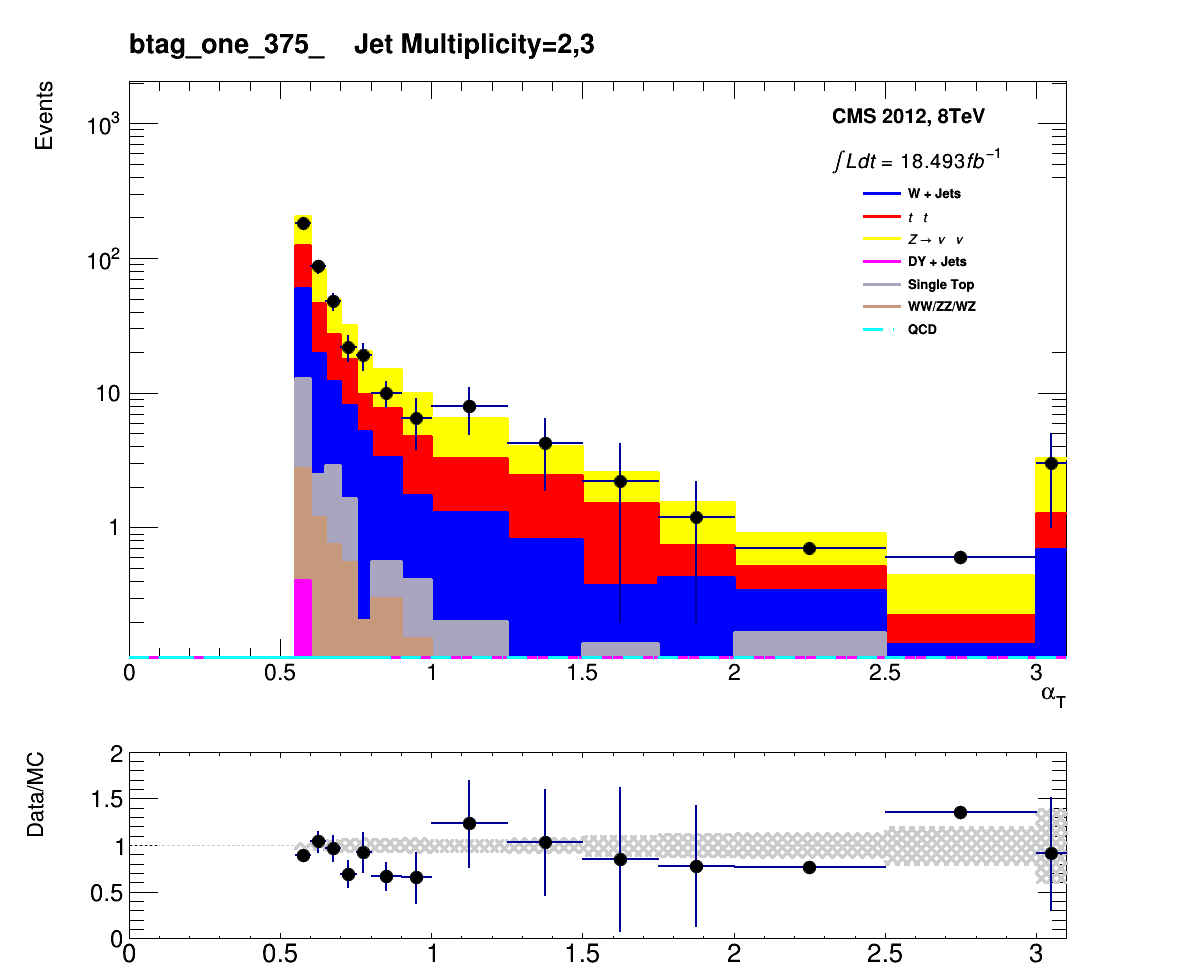 btag_one_375_ Jet Multiplicity=2,3
Events
10³
10²
10
1
CMS 2012, 8TeV
∫Ldt = 18.493fb⁻¹
W + Jets
t t
Z → ν ν
DY + Jets
Single Top
WW/ZZ/WZ
QCD
0 0.5 1 1.5 2 2.5 3
α_T
Data/MC
2
1.5
1
0.5
0
0 0.5 1 1.5 2 2.5 3